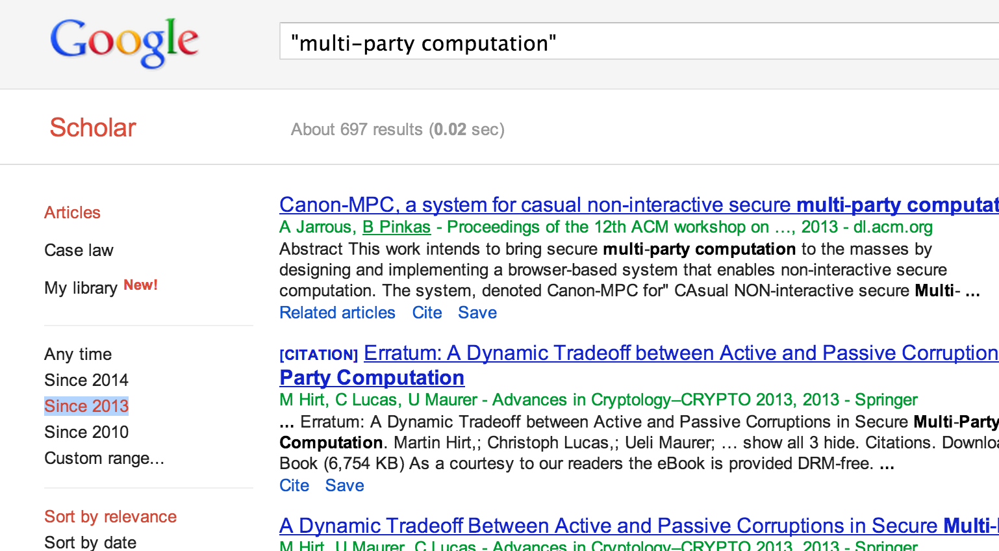 Google
"multi-party computation"
Scholar
About 697 results (0.02 sec)
Articles
Case law
My library New!
Any time
Since 2014
Since 2013
Since 2010
Custom range...
Sort by relevance
Sort by date
Canon-MPC, a system for casual non-interactive secure multi-party computat
A Jarrous, B Pinkas - Proceedings of the 12th ACM workshop on …, 2013 - dl.acm.org
Abstract This work intends to bring secure multi-party computation to the masses by
designing and implementing a browser-based system that enables non-interactive secure
computation. The system, denoted Canon-MPC for" CAsual NON-interactive secure Multi- ...
Related articles Cite Save
[CITATION] Erratum: A Dynamic Tradeoff between Active and Passive Corruption
Party Computation
M Hirt, C Lucas, U Maurer - Advances in Cryptology–CRYPTO 2013, 2013 - Springer
... Erratum: A Dynamic Tradeoff between Active and Passive Corruptions in Secure Multi-Party
Computation. Martin Hirt,; Christoph Lucas,; Ueli Maurer; … show all 3 hide. Citations. Downloa
Book (6,754 KB) As a courtesy to our readers the eBook is provided DRM-free. ...
Cite Save
A Dynamic Tradeoff Between Active and Passive Corruptions in Secure Multi-
M Hirt, U Maurer, C Lucas - Advances in Cryptology–CRYPTO 2013, 2013 - Springer